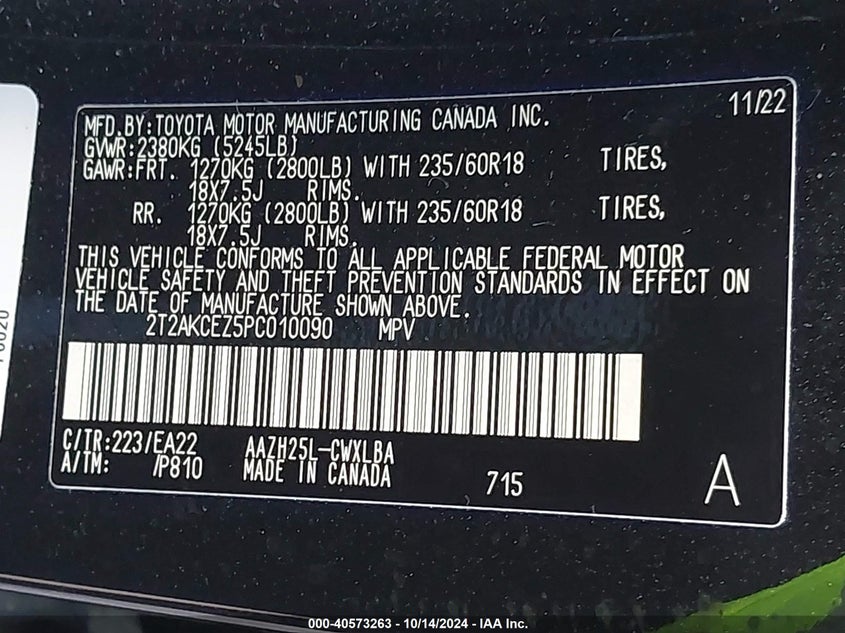 11/22
MFD.BY:TOYOTA MOTOR MANUFACTURING CANADA INC.
GVWR:2380KG (5245LB)
GAWR:FRT. 1270KG (2800LB) WITH 235/60R18 TIRES,
18X7.5J RIMS.
RR. 1270KG (2800LB) WITH 235/60R18 TIRES,
18X7.5J RIMS.
THIS VEHICLE CONFORMS TO ALL APPLICABLE FEDERAL MOTOR
VEHICLE SAFETY AND THEFT PREVENTION STANDARDS IN EFFECT ON
THE DATE OF MANUFACTURE SHOWN ABOVE.
2T2AKCEZ5PC010090 MPV
C/TR:223/EA22 AAZH25L-CWXLBA
A/TM: /P810 MADE IN CANADA 715 A
000-40573263 - 10/14/2024 - IAA Inc.